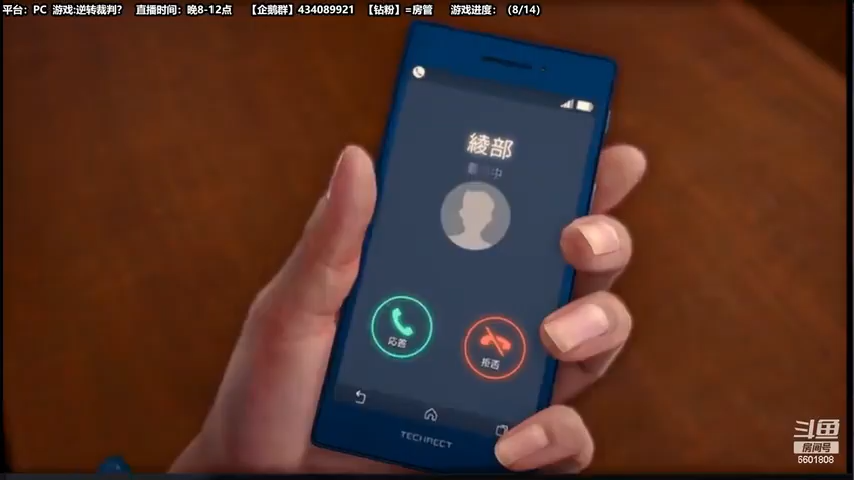 平台：PC 游戏:逆转裁判? 直播时间：晚8-12点 【企鹅群】434089921 【钻粉】=房管 游戏进度：（8/14）
綾部
中
応答
拒否
TECHRECT
斗鱼
房间号
5601808